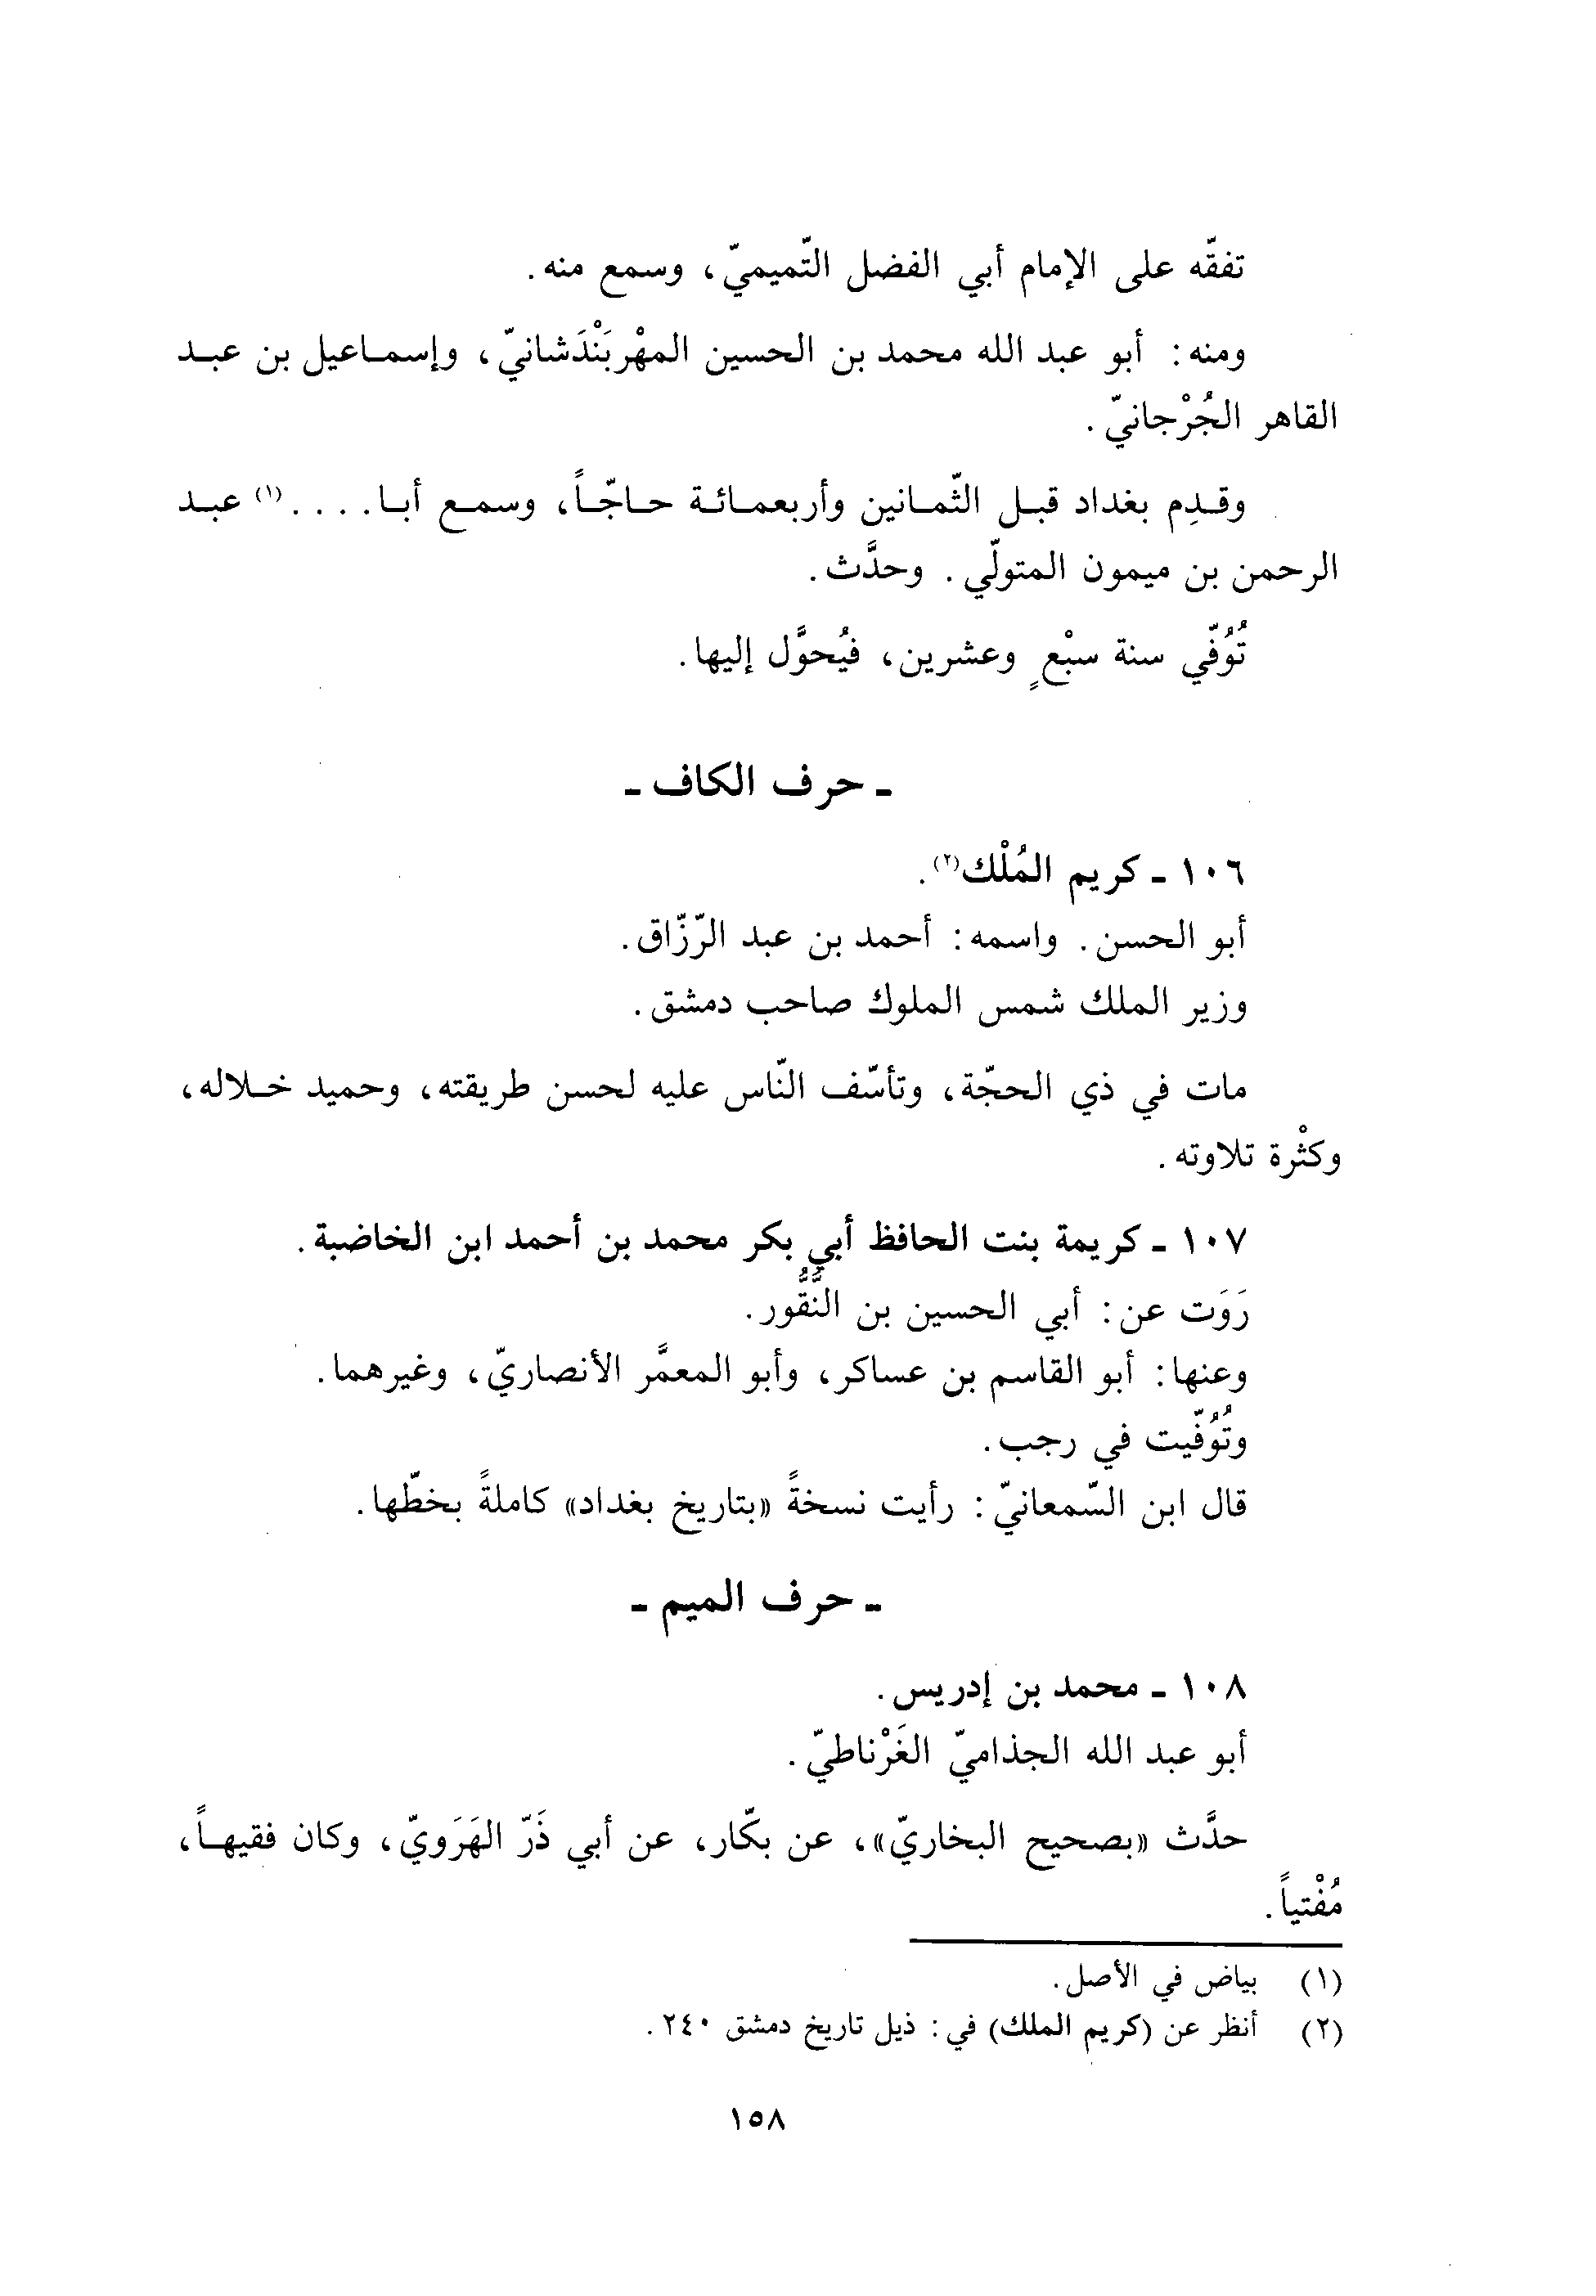 تفقّه على الإمام أبي الفضل التّميميّ، وسمع منه.
ومنه: أبو عبد الله محمد بن الحسين المهْرَبَنْدَشانيّ، وإسماعيل بن عبد
القاهر الجُرْجانيّ.
وقدِم بغداد قبل الثّمانين وأربعمائة حاجّاً، وسمع أبا....(١) عبد
الرحمن بن ميمون المتولّي. وحدَّث.
تُوُفّي سنة سبْعٍ وعشرين، فيُحوَّل إليها.
ـ حرف الكاف ـ
١٠٦ ـ كريم المُلْك(٢).
أبو الحسن. واسمه: أحمد بن عبد الرّزّاق.
وزير الملك شمس الملوك صاحب دمشق.
مات في ذي الحجّة، وتأسّف النّاس عليه لحسن طريقته، وحميد خلاله،
وكثْرة تلاوته.
١٠٧ ـ كريمة بنت الحافظ أبي بكر محمد بن أحمد ابن الخاضبة.
رَوَت عن: أبي الحسين بن النَّقُّور.
وعنها: أبو القاسم بن عساكر، وأبو المعمَّر الأنصاريّ، وغيرهما.
وتُوُفّيت في رجب.
قال ابن السّمعانيّ: رأيت نسخةً «بتاريخ بغداد» كاملةً بخطّها.
ـ حرف الميم ـ
١٠٨ ـ محمد بن إدريس.
أبو عبد الله الجذاميّ الغَرْناطيّ.
حدَّث «بصحيح البخاريّ»، عن بكّار، عن أبي ذَرّ الهَرَويّ، وكان فقيهاً،
مُفْتياً.
(١) بياض في الأصل.
(٢) أنظر عن (كريم الملك) في: ذيل تاريخ دمشق ٢٤٠.
١٥٨